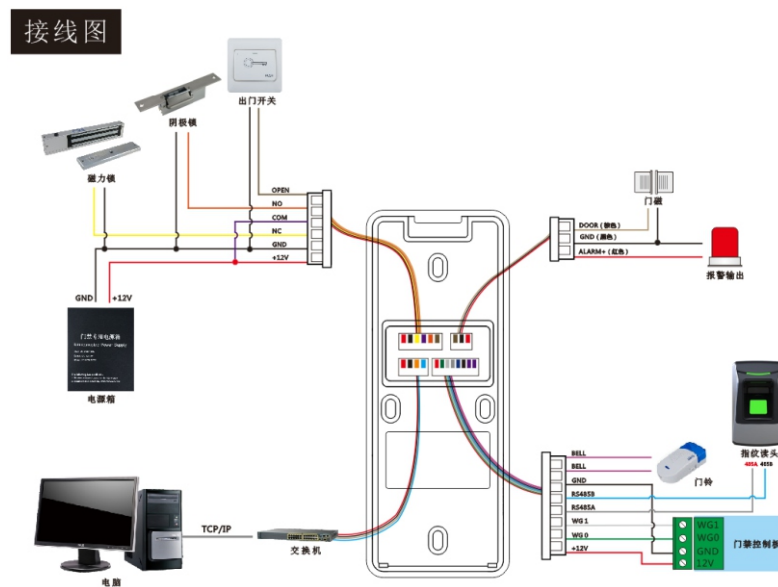 接线图
出门开关
阴极锁
磁力锁
OPEN
NO
COM
NC
GND
+12V
GND
+12V
电源箱
门磁
DOOR(棕色)
GND(黑色)
ALARM+(红色)
报警输出
指纹读头
485A 485B
BELL
BELL
GND
RS485B
RS485A
WG 1
WG 0
+12V
门铃
WG1
WG0
GND
12V
门禁控制板
TCP/IP
交换机
电脑